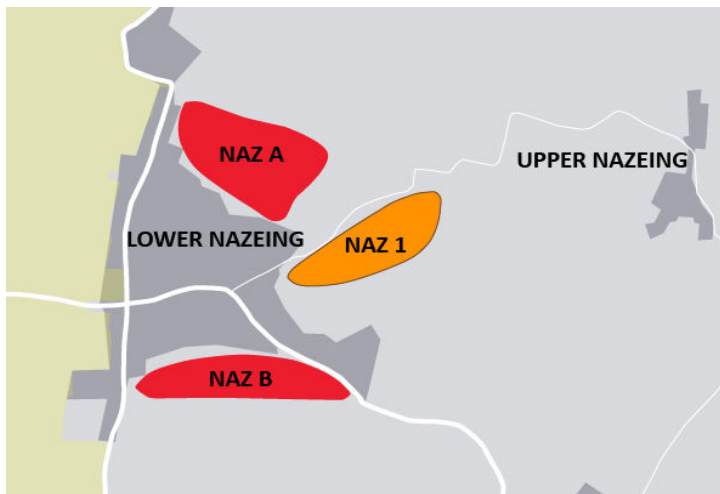 NAZ A
UPPER NAZEING
LOWER NAZEING
NAZ 1
NAZ B